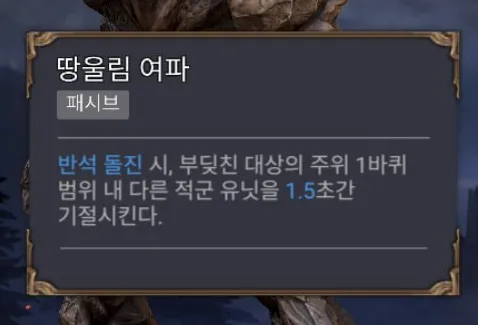 땅울림 여파
패시브
반석 돌진 시, 부딪친 대상의 주위 1바퀴
범위 내 다른 적군 유닛을 1.5초간
기절시킨다.